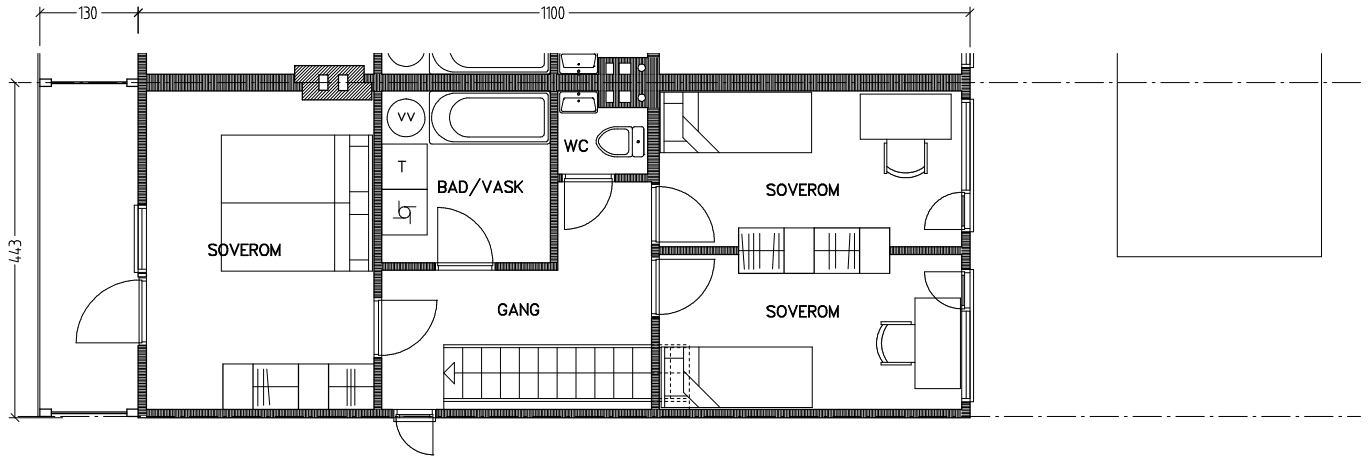 130
1100
443
VV
T
BAD/VASK
WC
SOVEROM
SOVEROM
GANG
SOVEROM